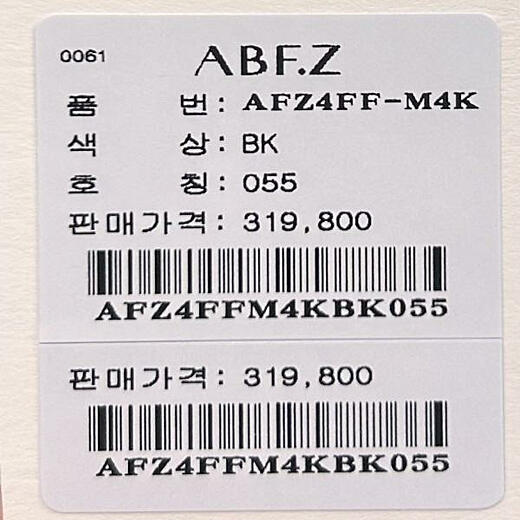 0061 ABF.Z
품 번: AFZ4FF-M4K
색 상: BK
호 칭: 055
판매가격: 319,800
AFZ4FFM4KBK055
판매가격: 319,800
AFZ4FFM4KBK055